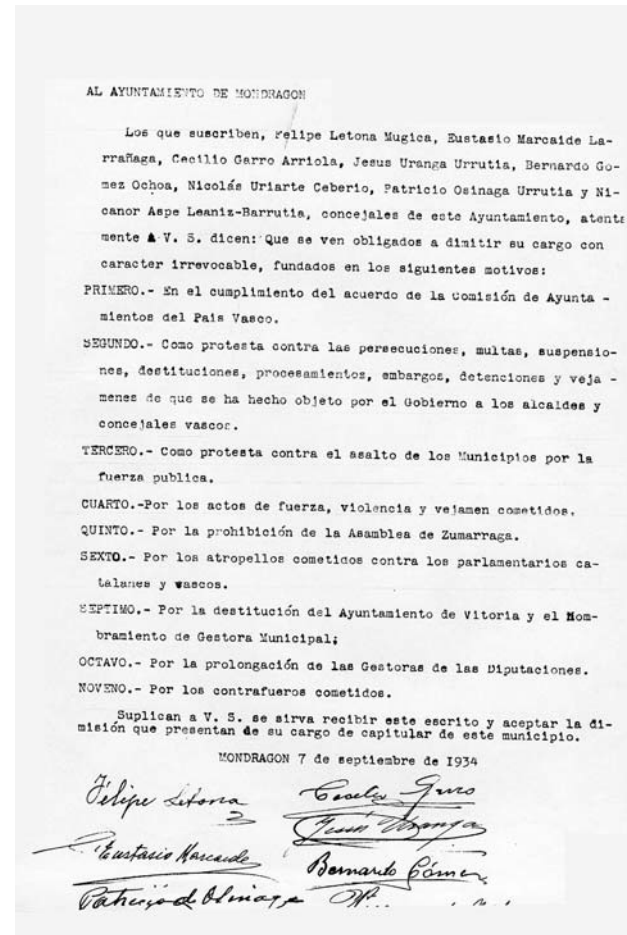 AL AYUNTAMIENTO DE MONDRAGON
Los que suscriben, Felipe Letona Mugica, Eustasio Marcaide La-
rrañaga, Cecilio Garro Arriola, Jesus Uranga Urrutia, Bernardo Go-
mez Ochoa, Nicolás Uriarte Ceberio, Patricio Osinaga Urrutia y Ni-
canor Aspe Leaniz-Barrutia, concejales de este Ayuntamiento, atenta
mente A V. S. dicen: Que se ven obligados a dimitir su cargo con
caracter irrevocable, fundados en los siguientes motivos:
PRIMERO.- En el cumplimiento del acuerdo de la Comisión de Ayunta -
mientos del Pais Vasco.
SEGUNDO.- Como protesta contra las persecuciones, multas, suspensio-
nes, destituciones, procesamientos, embargos, detenciones y veja -
menes de que se ha hecho objeto por el Gobierno a los alcaldes y
concejales vascos.
TERCERO.- Como protesta contra el asalto de los Municipios por la
fuerza publica.
CUARTO.-Por los actos de fuerza, violencia y vejamen cometidos.
QUINTO.- Por la prohibición de la Asamblea de Zumarraga.
SEXTO.- Por los atropellos cometidos contra los parlamentarios ca-
talanes y vascos.
SEPTIMO.- Por la destitución del Ayuntamiento de Vitoria y el Nom-
bramiento de Gestora Municipal;
OCTAVO.- Por la prolongación de las Gestoras de las Diputaciones.
NOVENO.- Por los contrafueros cometidos.
Suplican a V. S. se sirva recibir este escrito y aceptar la di-
misión que presentan de su cargo de capitular de este municipio.
MONDRAGON 7 de septiembre de 1934
Felipe Letona
Cecilio Garro
Jesús Uranga
Eustasio Marcaide
Bernardo Gómez
Patricio de Osinaga